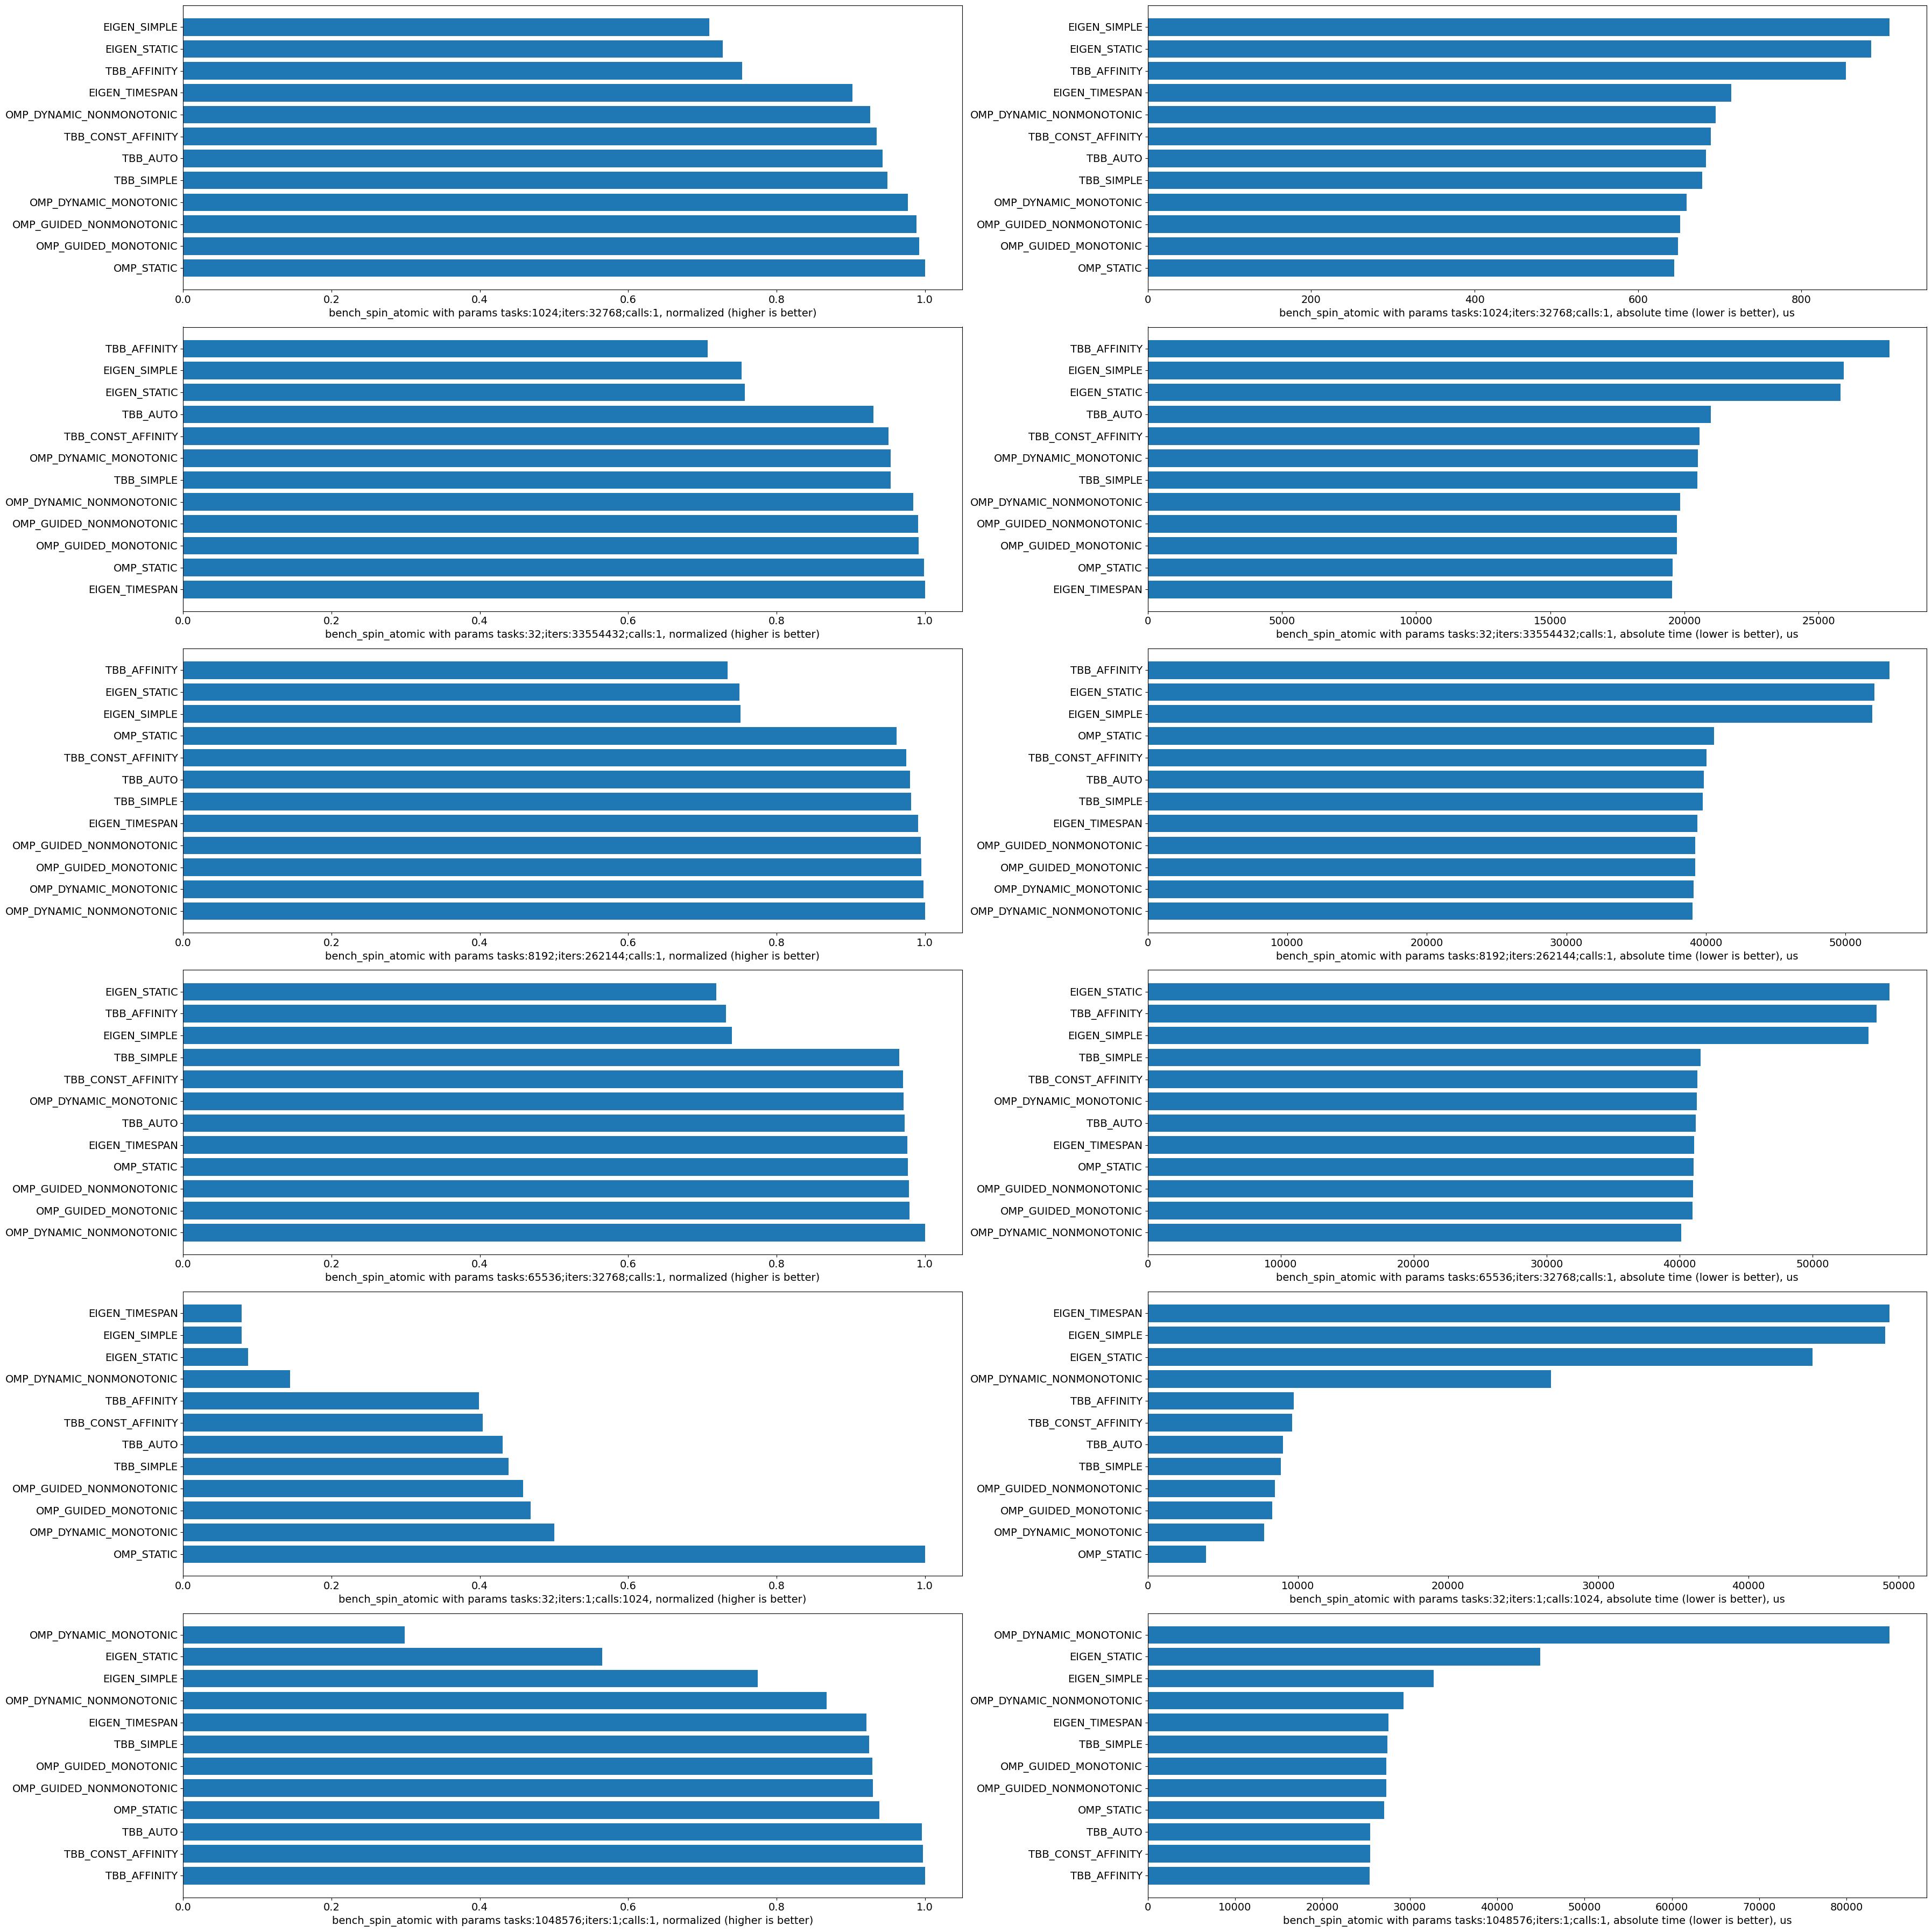 EIGEN_SIMPLE
EIGEN_STATIC
TBB_AFFINITY
EIGEN_TIMESPAN
OMP_DYNAMIC_NONMONOTONIC
TBB_CONST_AFFINITY
TBB_AUTO
TBB_SIMPLE
OMP_DYNAMIC_MONOTONIC
OMP_GUIDED_NONMONOTONIC
OMP_GUIDED_MONOTONIC
OMP_STATIC
0.0 0.2 0.4 0.6 0.8 1.0
bench_spin_atomic with params tasks:1024;iters:32768;calls:1, normalized (higher is better)
EIGEN_SIMPLE
EIGEN_STATIC
TBB_AFFINITY
EIGEN_TIMESPAN
OMP_DYNAMIC_NONMONOTONIC
TBB_CONST_AFFINITY
TBB_AUTO
TBB_SIMPLE
OMP_DYNAMIC_MONOTONIC
OMP_GUIDED_NONMONOTONIC
OMP_GUIDED_MONOTONIC
OMP_STATIC
0 200 400 600 800
bench_spin_atomic with params tasks:1024;iters:32768;calls:1, absolute time (lower is better), us
TBB_AFFINITY
EIGEN_SIMPLE
EIGEN_STATIC
TBB_AUTO
TBB_CONST_AFFINITY
OMP_DYNAMIC_MONOTONIC
TBB_SIMPLE
OMP_DYNAMIC_NONMONOTONIC
OMP_GUIDED_NONMONOTONIC
OMP_GUIDED_MONOTONIC
OMP_STATIC
EIGEN_TIMESPAN
0.0 0.2 0.4 0.6 0.8 1.0
bench_spin_atomic with params tasks:32;iters:33554432;calls:1, normalized (higher is better)
TBB_AFFINITY
EIGEN_SIMPLE
EIGEN_STATIC
TBB_AUTO
TBB_CONST_AFFINITY
OMP_DYNAMIC_MONOTONIC
TBB_SIMPLE
OMP_DYNAMIC_NONMONOTONIC
OMP_GUIDED_NONMONOTONIC
OMP_GUIDED_MONOTONIC
OMP_STATIC
EIGEN_TIMESPAN
0 5000 10000 15000 20000 25000
bench_spin_atomic with params tasks:32;iters:33554432;calls:1, absolute time (lower is better), us
TBB_AFFINITY
EIGEN_STATIC
EIGEN_SIMPLE
OMP_STATIC
TBB_CONST_AFFINITY
TBB_AUTO
TBB_SIMPLE
EIGEN_TIMESPAN
OMP_GUIDED_NONMONOTONIC
OMP_GUIDED_MONOTONIC
OMP_DYNAMIC_MONOTONIC
OMP_DYNAMIC_NONMONOTONIC
0.0 0.2 0.4 0.6 0.8 1.0
bench_spin_atomic with params tasks:8192;iters:262144;calls:1, normalized (higher is better)
TBB_AFFINITY
EIGEN_STATIC
EIGEN_SIMPLE
OMP_STATIC
TBB_CONST_AFFINITY
TBB_AUTO
TBB_SIMPLE
EIGEN_TIMESPAN
OMP_GUIDED_NONMONOTONIC
OMP_GUIDED_MONOTONIC
OMP_DYNAMIC_MONOTONIC
OMP_DYNAMIC_NONMONOTONIC
0 10000 20000 30000 40000 50000
bench_spin_atomic with params tasks:8192;iters:262144;calls:1, absolute time (lower is better), us
EIGEN_STATIC
TBB_AFFINITY
EIGEN_SIMPLE
TBB_SIMPLE
TBB_CONST_AFFINITY
OMP_DYNAMIC_MONOTONIC
TBB_AUTO
EIGEN_TIMESPAN
OMP_STATIC
OMP_GUIDED_NONMONOTONIC
OMP_GUIDED_MONOTONIC
OMP_DYNAMIC_NONMONOTONIC
0.0 0.2 0.4 0.6 0.8 1.0
bench_spin_atomic with params tasks:65536;iters:32768;calls:1, normalized (higher is better)
EIGEN_STATIC
TBB_AFFINITY
EIGEN_SIMPLE
TBB_SIMPLE
TBB_CONST_AFFINITY
OMP_DYNAMIC_MONOTONIC
TBB_AUTO
EIGEN_TIMESPAN
OMP_STATIC
OMP_GUIDED_NONMONOTONIC
OMP_GUIDED_MONOTONIC
OMP_DYNAMIC_NONMONOTONIC
0 10000 20000 30000 40000 50000
bench_spin_atomic with params tasks:65536;iters:32768;calls:1, absolute time (lower is better), us
EIGEN_TIMESPAN
EIGEN_SIMPLE
EIGEN_STATIC
OMP_DYNAMIC_NONMONOTONIC
TBB_AFFINITY
TBB_CONST_AFFINITY
TBB_AUTO
TBB_SIMPLE
OMP_GUIDED_NONMONOTONIC
OMP_GUIDED_MONOTONIC
OMP_DYNAMIC_MONOTONIC
OMP_STATIC
0.0 0.2 0.4 0.6 0.8 1.0
bench_spin_atomic with params tasks:32;iters:1;calls:1024, normalized (higher is better)
EIGEN_TIMESPAN
EIGEN_SIMPLE
EIGEN_STATIC
OMP_DYNAMIC_NONMONOTONIC
TBB_AFFINITY
TBB_CONST_AFFINITY
TBB_AUTO
TBB_SIMPLE
OMP_GUIDED_NONMONOTONIC
OMP_GUIDED_MONOTONIC
OMP_DYNAMIC_MONOTONIC
OMP_STATIC
0 10000 20000 30000 40000 50000
bench_spin_atomic with params tasks:32;iters:1;calls:1024, absolute time (lower is better), us
OMP_DYNAMIC_MONOTONIC
EIGEN_STATIC
EIGEN_SIMPLE
OMP_DYNAMIC_NONMONOTONIC
EIGEN_TIMESPAN
TBB_SIMPLE
OMP_GUIDED_MONOTONIC
OMP_GUIDED_NONMONOTONIC
OMP_STATIC
TBB_AUTO
TBB_CONST_AFFINITY
TBB_AFFINITY
0.0 0.2 0.4 0.6 0.8 1.0
bench_spin_atomic with params tasks:1048576;iters:1;calls:1, normalized (higher is better)
OMP_DYNAMIC_MONOTONIC
EIGEN_STATIC
EIGEN_SIMPLE
OMP_DYNAMIC_NONMONOTONIC
EIGEN_TIMESPAN
TBB_SIMPLE
OMP_GUIDED_MONOTONIC
OMP_GUIDED_NONMONOTONIC
OMP_STATIC
TBB_AUTO
TBB_CONST_AFFINITY
TBB_AFFINITY
0 10000 20000 30000 40000 50000 60000 70000 80000
bench_spin_atomic with params tasks:1048576;iters:1;calls:1, absolute time (lower is better), us